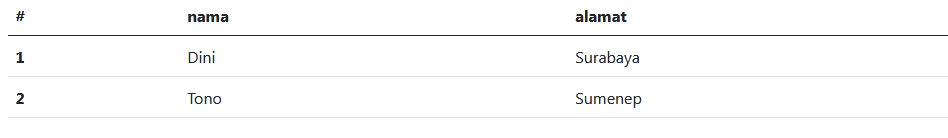 # nama alamat
1 Dini Surabaya
2 Tono Sumenep